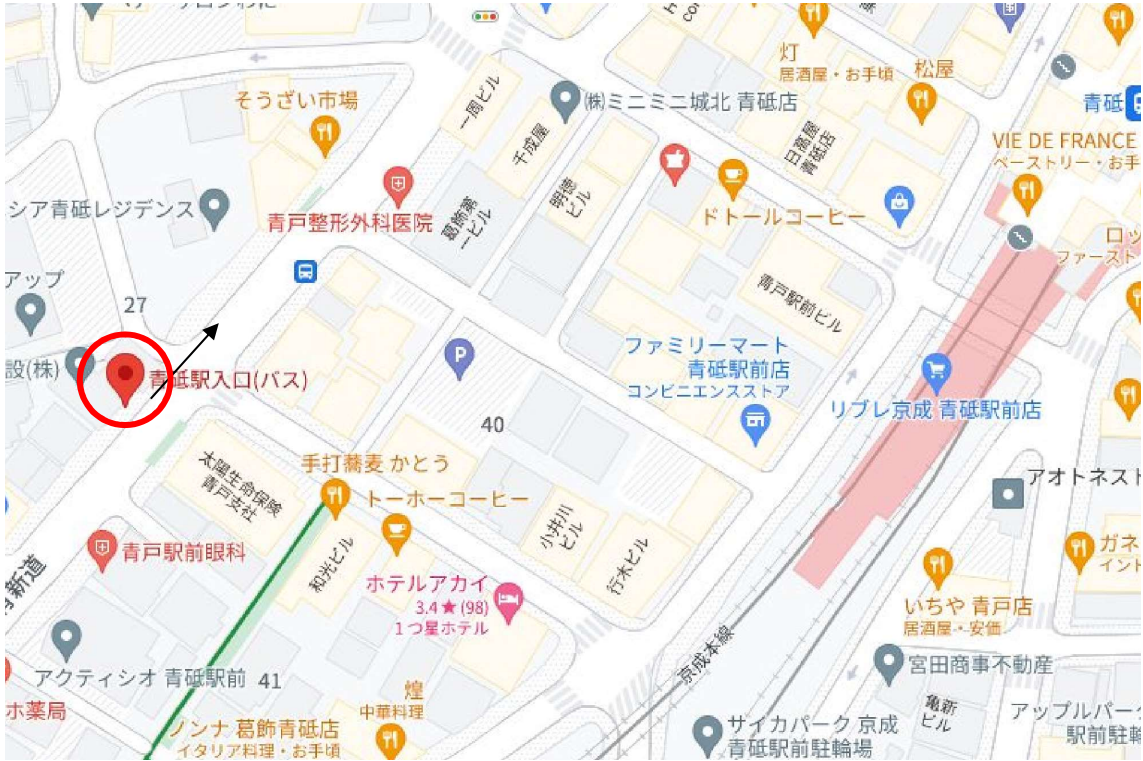 そうざい市場
一周ビル
千成屋
(株)ミニミニ城北 青砥店
灯
居酒屋・お手頃
松屋
日高屋
青砥店
青砥
VIE DE FRANCE
ベーストリー・お手
シア青砥レジデンス
青戸整形外科医院
葛飾第
一ビル
明徳
ビル
ドトールコーヒー
ロッ
ファースト
アップ
27
青戸駅前ビル
設(株)
青砥駅入口(バス)
P
ファミリーマート
青砥駅前店
コンビニエンスストア
リブレ京成 青砥駅前店
40
太陽生命保険
青戸支社
手打蕎麦 かとう
トーホーコーヒー
アオトネスト
青戸駅前眼科
和光ビル
小井川
ビル
行木ビル
ガネ
イント
新道
ホテルアカイ
3.4★(98)
1つ星ホテル
いちや 青戸店
居酒屋・安価
京成本線
アクティシオ 青砥駅前
41
宮田商事不動産
ホ薬局
煌
中華料理
亀新
ビル
アップルパーク
駅前駐輪
ノンナ 葛飾青砥店
イタリア料理・お手頃
サイカパーク 京成
青砥駅前駐輪場